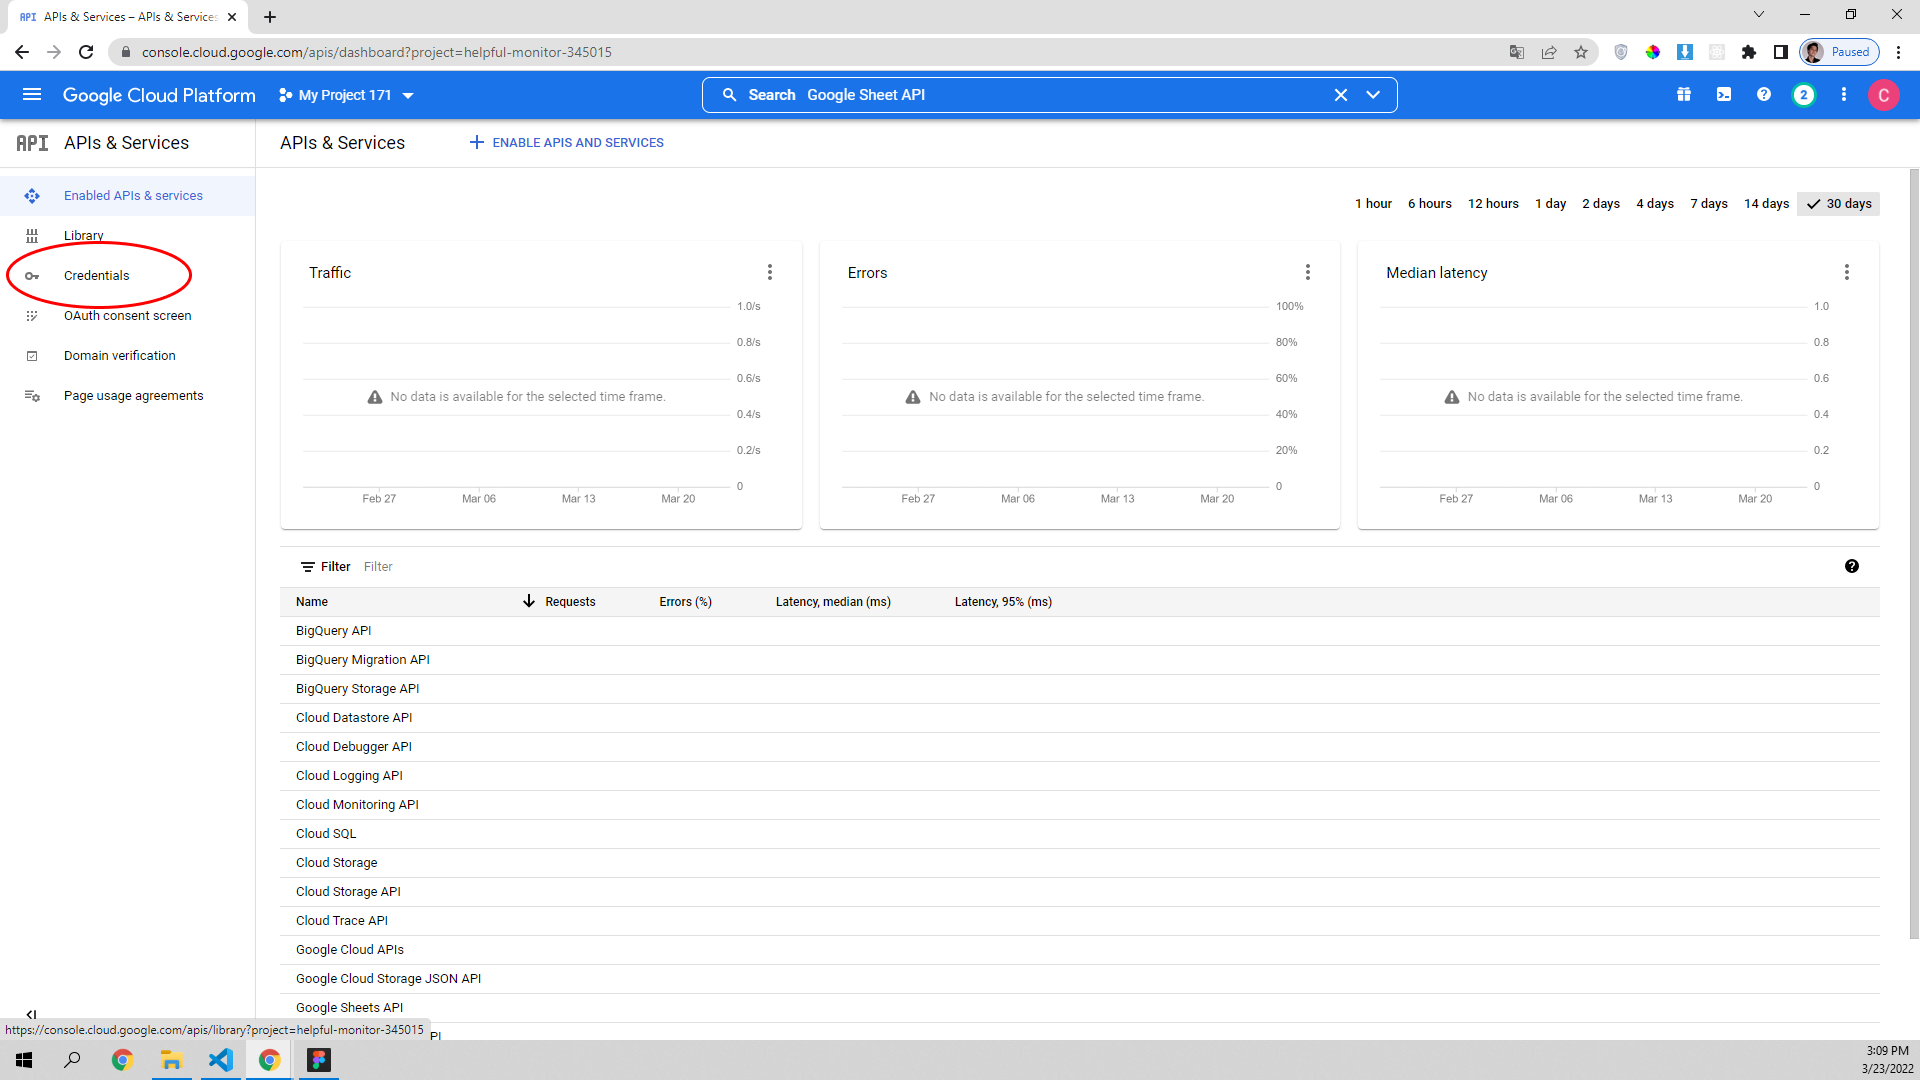 API APIs & Services – APIs & Services
console.cloud.google.com/apis/dashboard?project=helpful-monitor-345015
Paused
Google Cloud Platform
My Project 171
Search Google Sheet API
2
C
API APIs & Services
APIs & Services
ENABLE APIS AND SERVICES
Enabled APIs & services
Library
Credentials
OAuth consent screen
Domain verification
Page usage agreements
1 hour 6 hours 12 hours 1 day 2 days 4 days 7 days 14 days 30 days
Traffic
1.0/s
0.8/s
0.6/s
No data is available for the selected time frame.
0.4/s
0.2/s
0
Feb 27 Mar 06 Mar 13 Mar 20
Errors
100%
80%
60%
No data is available for the selected time frame.
40%
20%
0
Feb 27 Mar 06 Mar 13 Mar 20
Median latency
1.0
0.8
0.6
No data is available for the selected time frame.
0.4
0.2
0
Feb 27 Mar 06 Mar 13 Mar 20
Filter Filter
Name Requests Errors (%) Latency, median (ms) Latency, 95% (ms)
BigQuery API
BigQuery Migration API
BigQuery Storage API
Cloud Datastore API
Cloud Debugger API
Cloud Logging API
Cloud Monitoring API
Cloud SQL
Cloud Storage
Cloud Storage API
Cloud Trace API
Google Cloud APIs
Google Cloud Storage JSON API
Google Sheets API
https://console.cloud.google.com/apis/library?project=helpful-monitor-345015
3:09 PM
3/23/2022